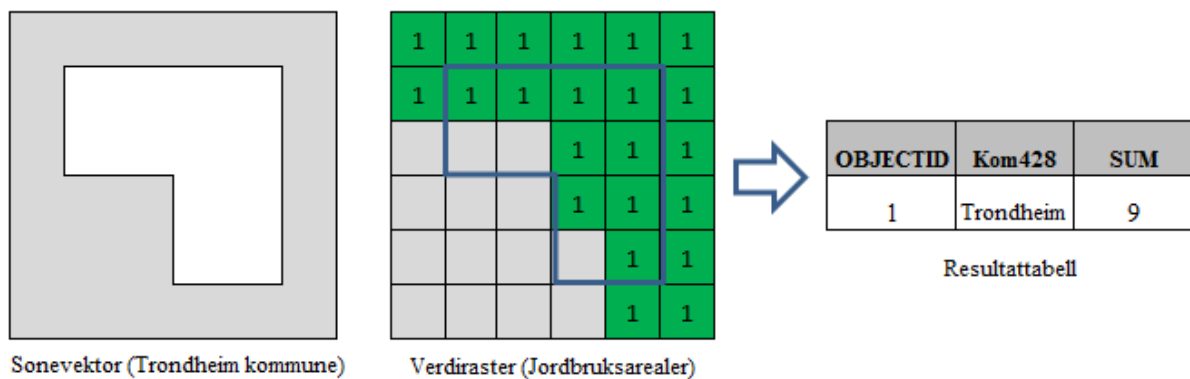 1 1 1 1 1 1
1 1 1 1 1 1
1 1 1
1 1 1
1 1
1 1
OBJECTID Kom428 SUM
1 Trondheim 9
Resultattabell
Sonevektor (Trondheim kommune)
Verdiraster (Jordbruksarealer)